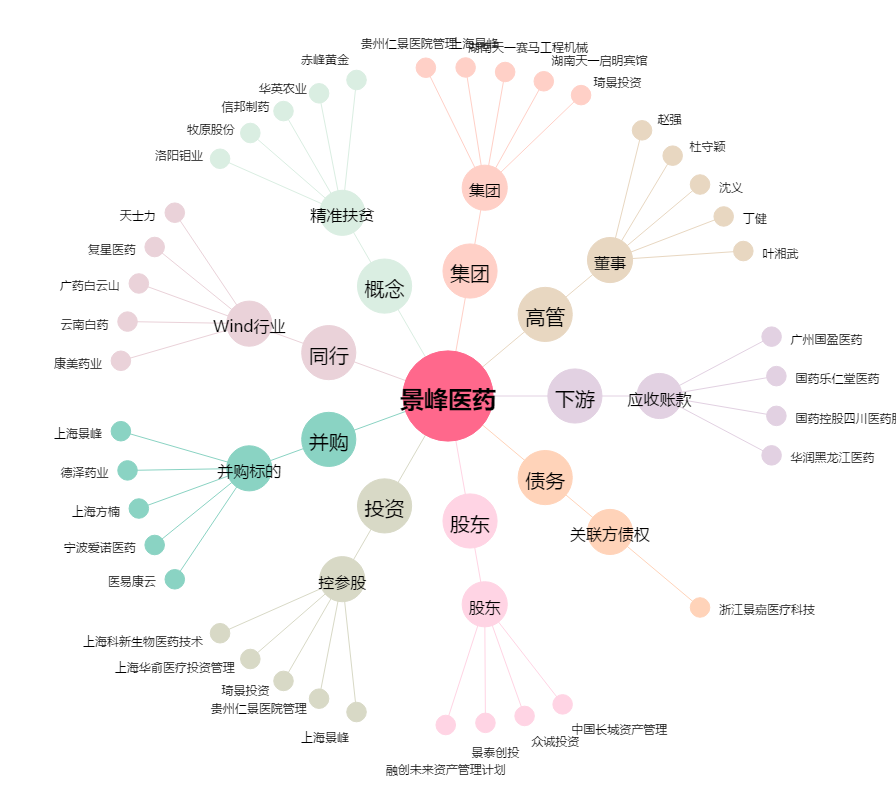 贵州仁景医院管理
上海景峰
湖南天一赛马工程机械
湖南天一启明宾馆
琦景投资
集团
集团
赵强
杜守颖
沈义
丁健
叶湘武
董事
高管
广州国盈医药
国药乐仁堂医药
国药控股四川医药股
华润黑龙江医药
应收账款
下游
债务
关联方债权
浙江景嘉医疗科技
股东
股东
中国长城资产管理
众诚投资
景泰创投
融创未来资产管理计划
投资
控参股
上海景峰
贵州仁景医院管理
琦景投资
上海华俞医疗投资管理
上海科新生物医药技术
并购
并购标的
医易康云
宁波爱诺医药
上海方楠
德泽药业
上海景峰
同行
Wind行业
康美药业
云南白药
广药白云山
复星医药
天士力
概念
精准扶贫
洛阳钼业
牧原股份
信邦制药
华英农业
赤峰黄金
景峰医药